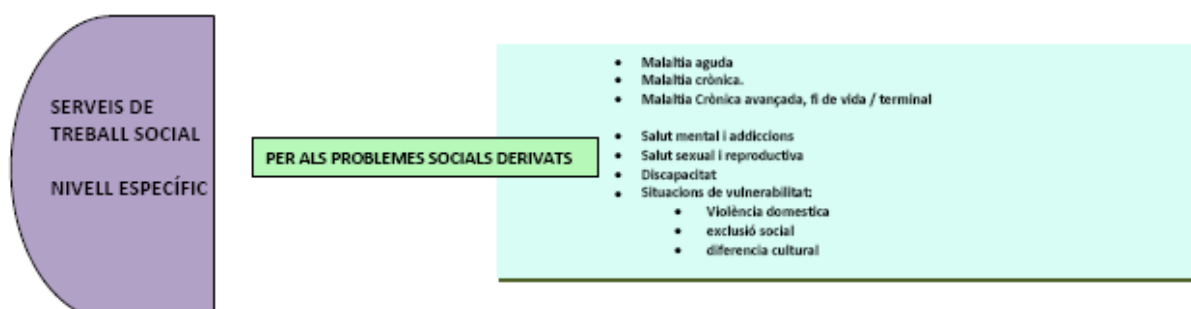 SERVEIS DE
TREBALL SOCIAL
NIVELL ESPECÍFIC
PER ALS PROBLEMES SOCIALS DERIVATS
• Malaltia aguda
• Malaltia crònica.
• Malaltia Crònica avançada, fi de vida / terminal
• Salut mental i addiccions
• Salut sexual i reproductiva
• Discapacitat
• Situacions de vulnerabilitat:
• Violència domestica
• exclusió social
• diferencia cultural